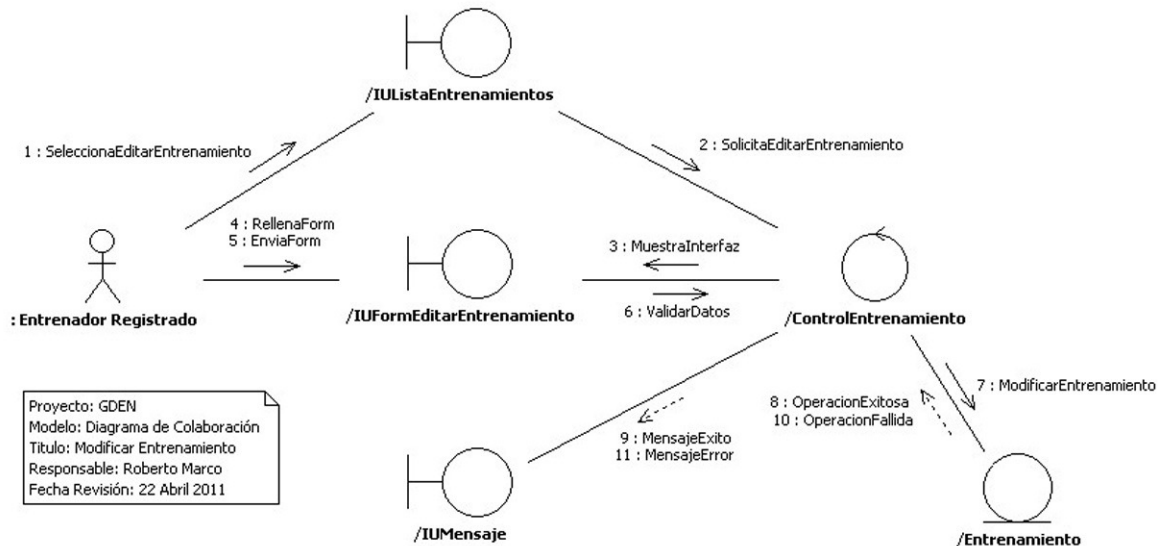 /IUListaEntrenamientos
1 : SeleccionaEditarEntrenamiento
2 : SolicitaEditarEntrenamiento
4 : RellenaForm
5 : EnviaForm
3 : MuestraInterfaz
: Entrenador Registrado
/IUFormEditarEntrenamiento
6 : ValidarDatos
/ControlEntrenamiento
7 : ModificarEntrenamiento
8 : OperacionExitosa
10 : OperacionFallida
9 : MensajeExito
11 : MensajeError
Proyecto: GDEN
Modelo: Diagrama de Colaboración
Titulo: Modificar Entrenamiento
Responsable: Roberto Marco
Fecha Revisión: 22 Abril 2011
/IUMensaje
/Entrenamiento